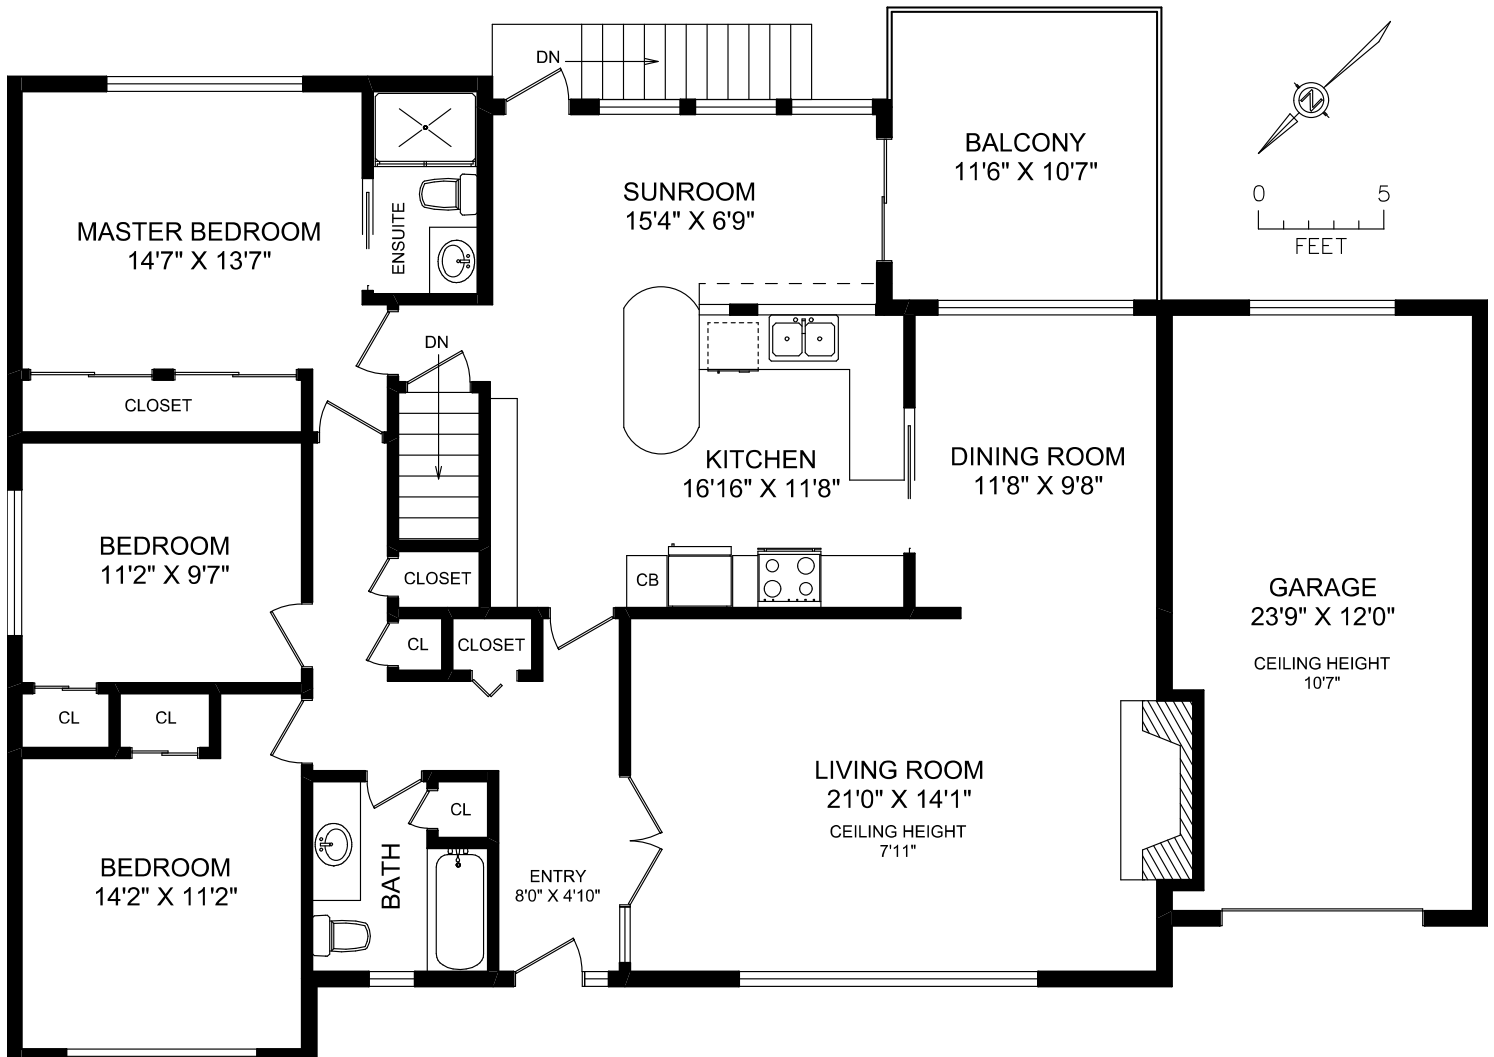 DN
BALCONY
11'6" X 10'7"
N
0 5
FEET
SUNROOM
15'4" X 6'9"
MASTER BEDROOM
14'7" X 13'7"
ENSUITE
DN
CLOSET
KITCHEN
16'16" X 11'8"
DINING ROOM
11'8" X 9'8"
BEDROOM
11'2" X 9'7"
CLOSET
CB
GARAGE
23'9" X 12'0"
CEILING HEIGHT
10'7"
CL
CLOSET
CL
CL
LIVING ROOM
21'0" X 14'1"
CEILING HEIGHT
7'11"
CL
BEDROOM
14'2" X 11'2"
BATH
ENTRY
8'0" X 4'10"